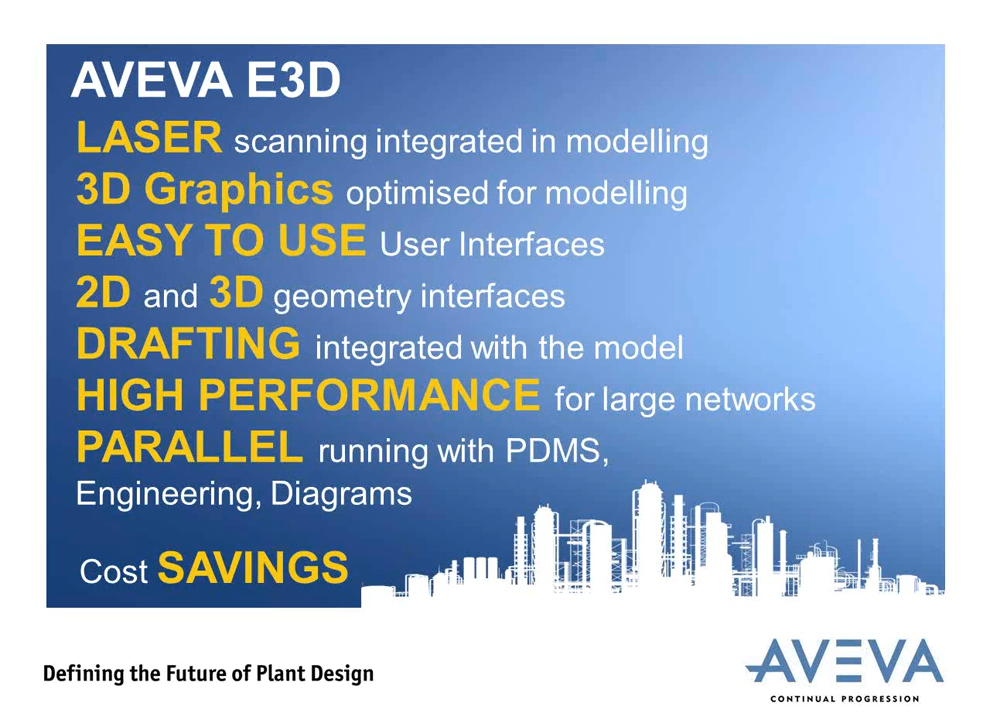 AVEVA E3D
LASER scanning integrated in modelling
3D Graphics optimised for modelling
EASY TO USE User Interfaces
2D and 3D geometry interfaces
DRAFTING integrated with the model
HIGH PERFORMANCE for large networks
PARALLEL running with PDMS,
Engineering, Diagrams
Cost SAVINGS
Defining the Future of Plant Design
AVEVA
CONTINUAL PROGRESSION